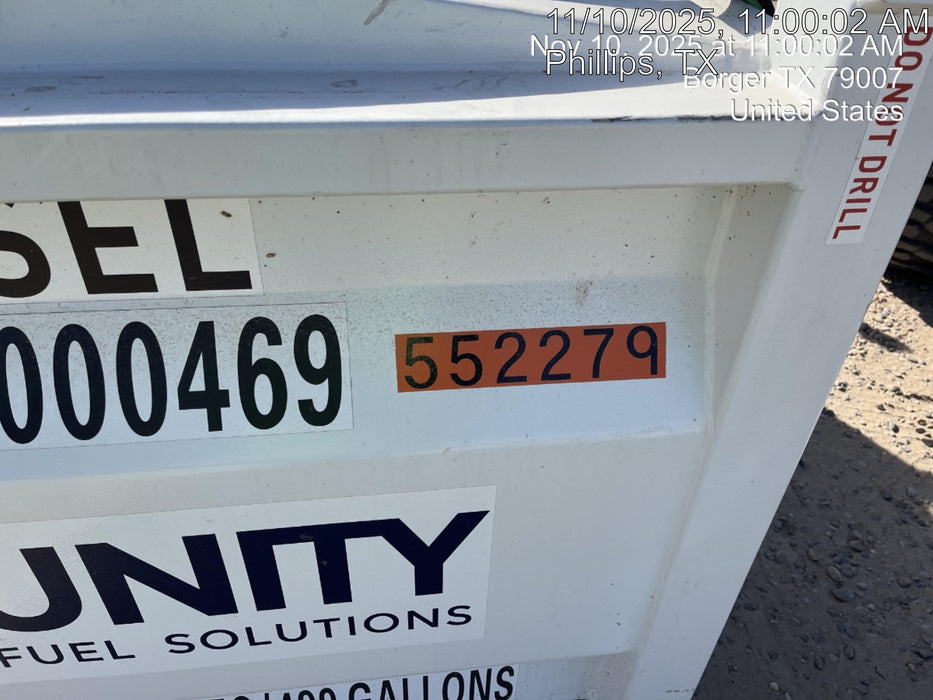 11/10/2025, 11:00:02 AM
Nov 10, 2025 at 11:00:02 AM
Phillips, TX
Borger TX 79007
United States
DO NOT DRILL
SEL
000469
552279
UNITY
FUEL SOLUTIONS
GALLONS